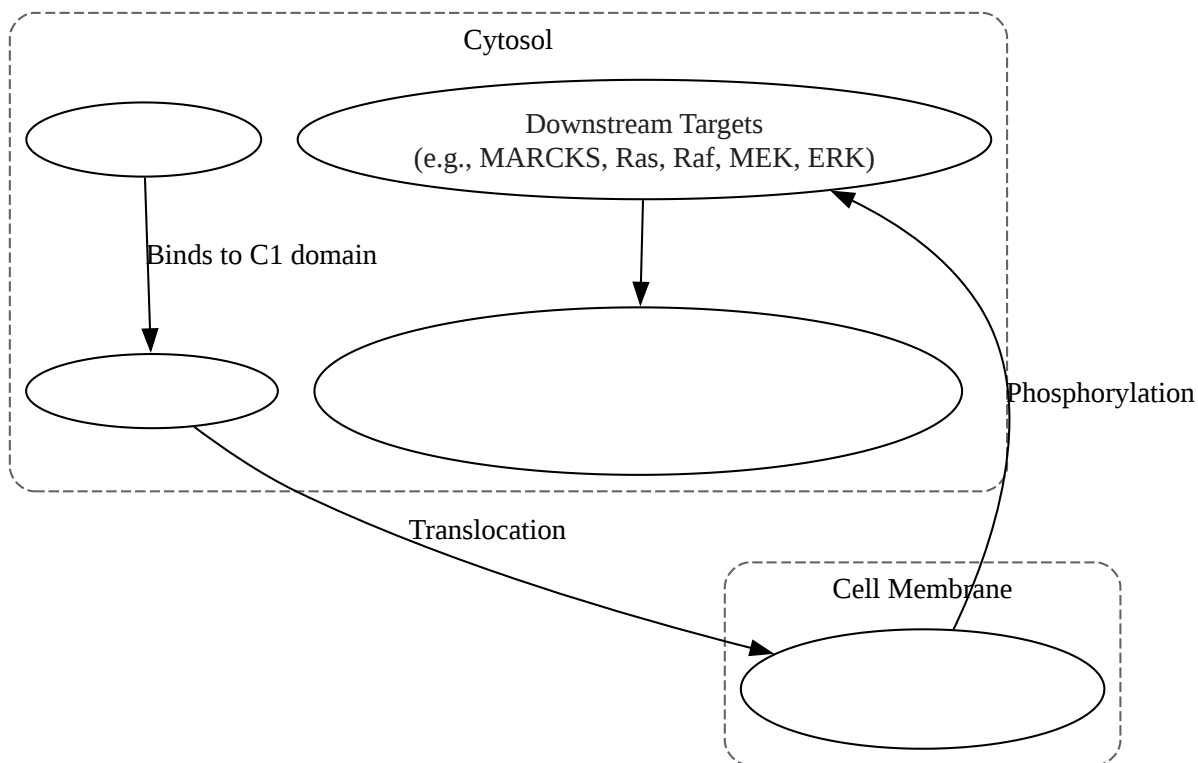 Cytosol
Downstream Targets
(e.g., MARCKS, Ras, Raf, MEK, ERK)
Binds to C1 domain
Phosphorylation
Translocation
Cell Membrane